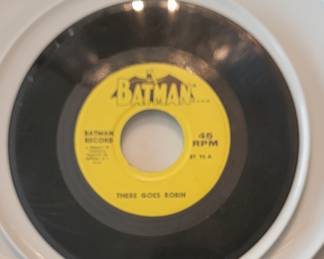 BATMAN
BATMAN
RECORD
45
RPM
THERE GOES ROBIN